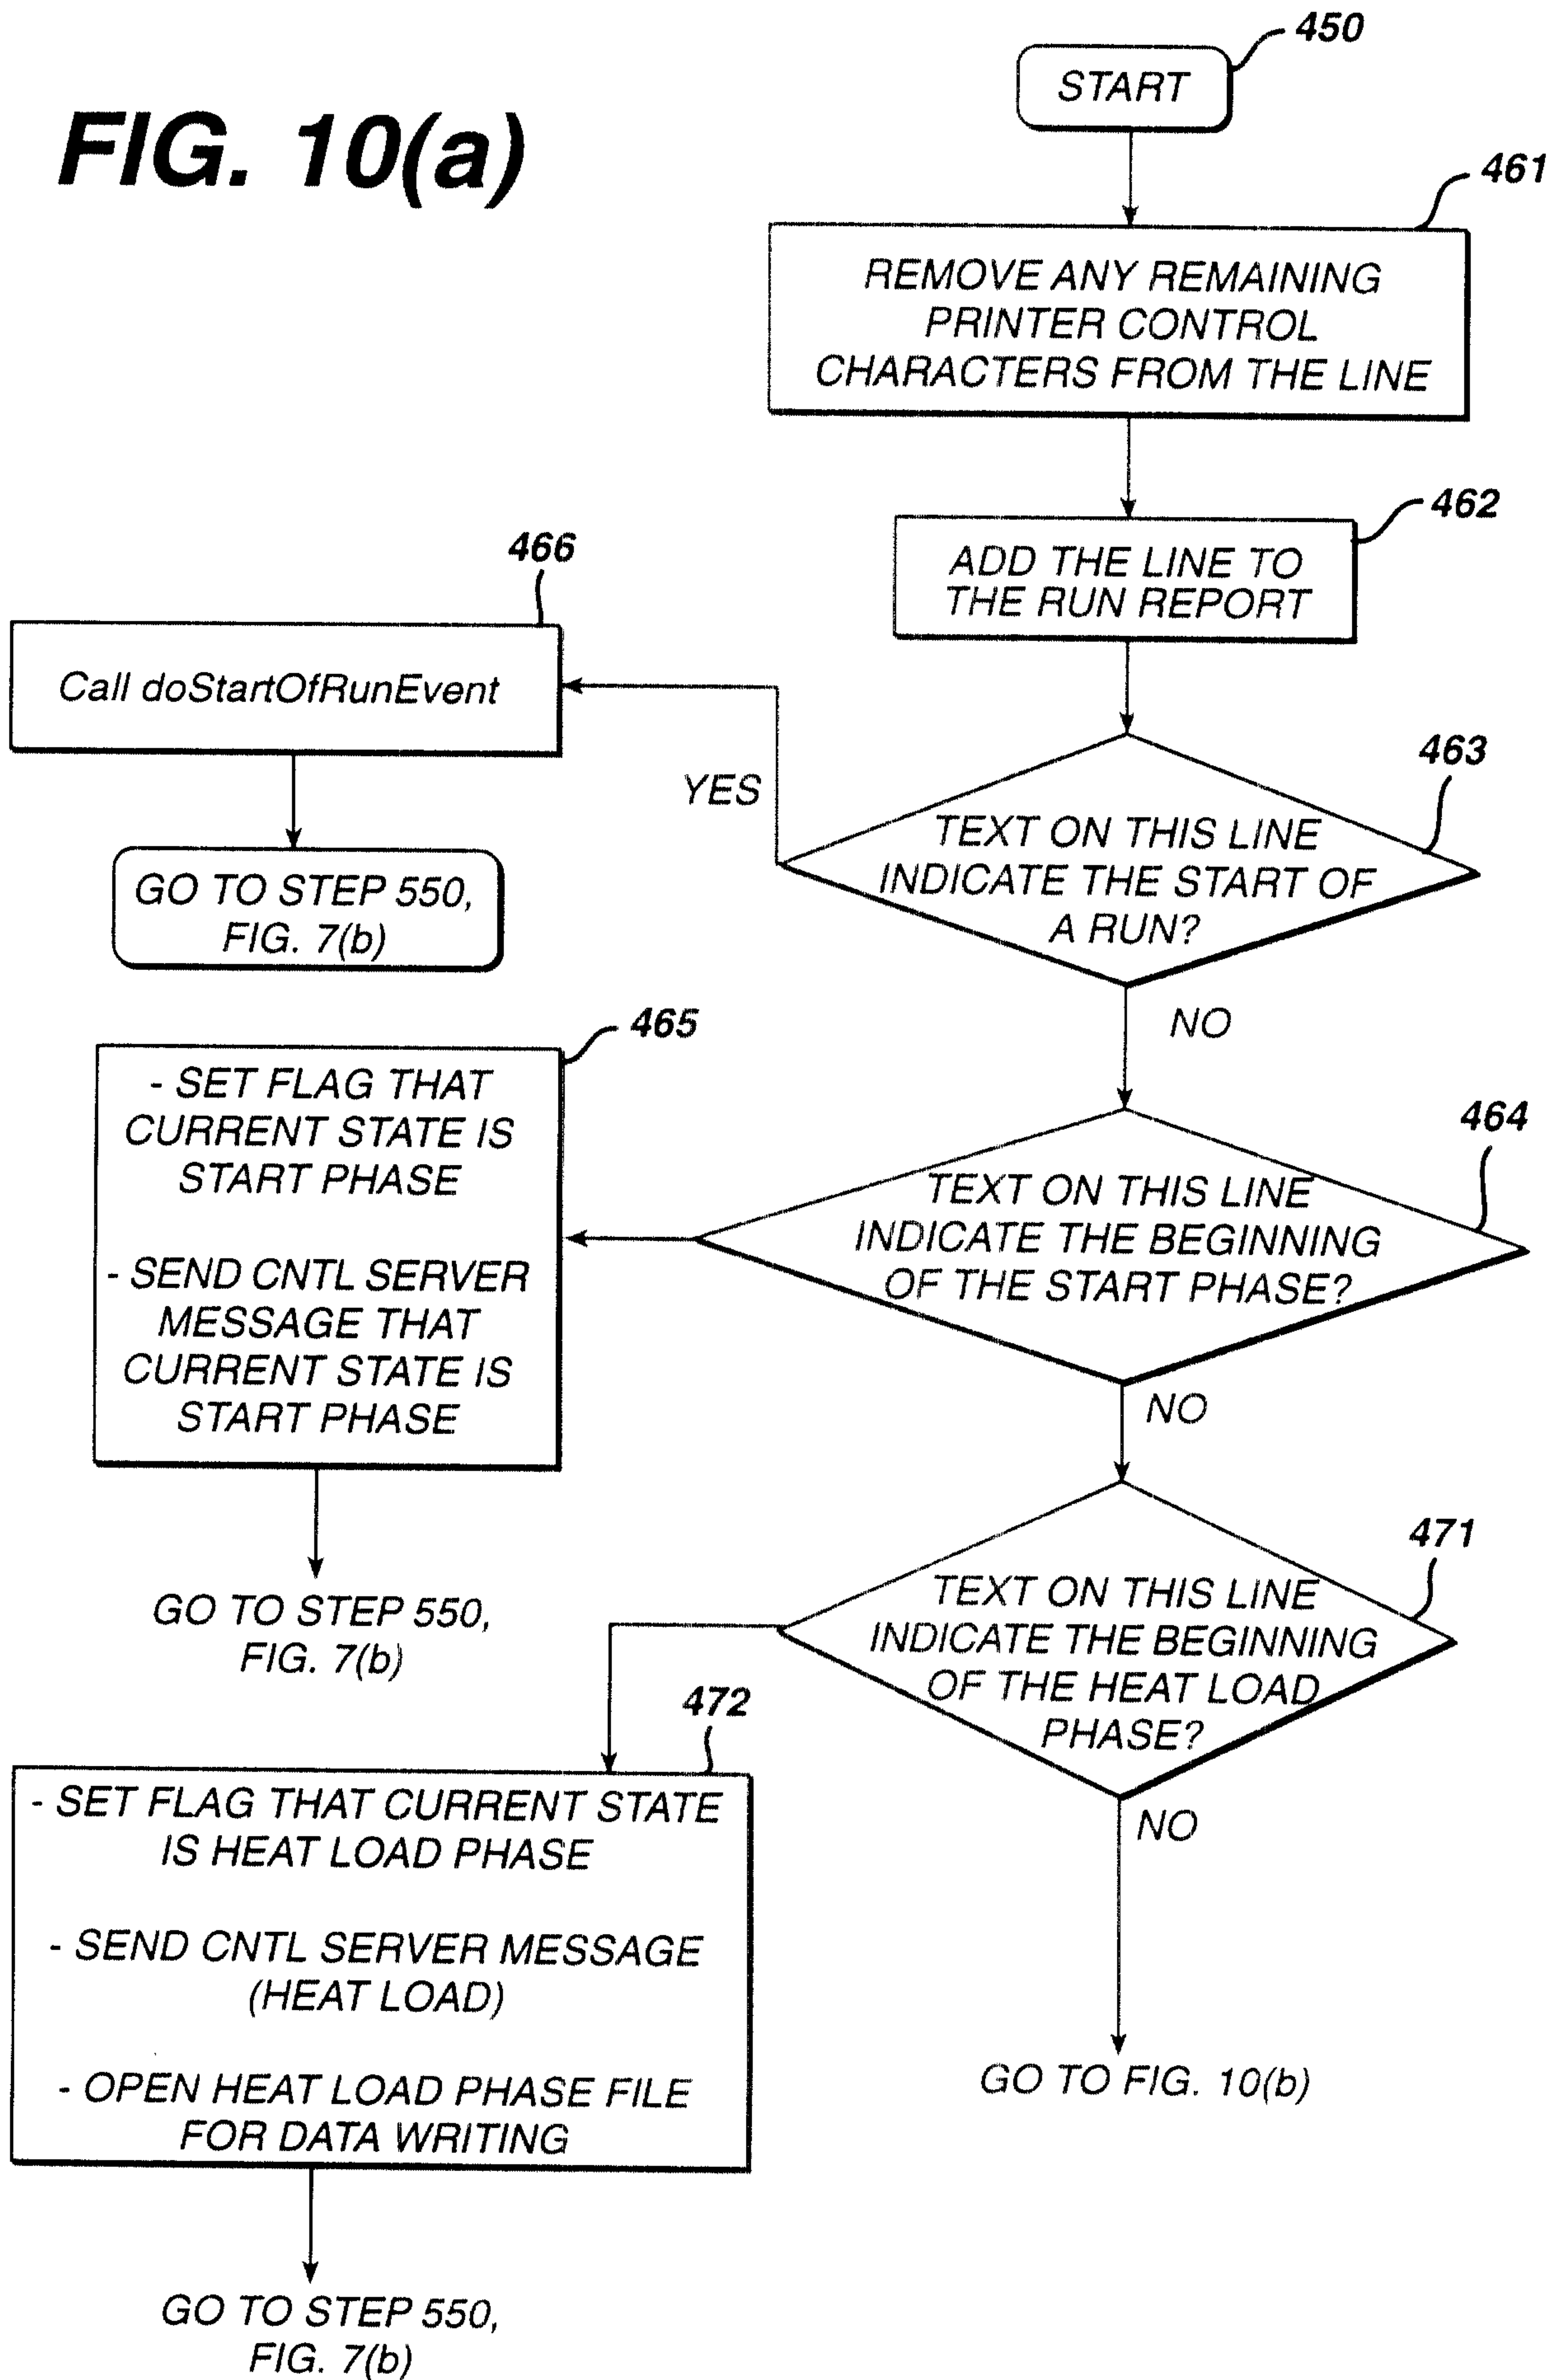 FIG. 10(a)
450
START
461
REMOVE ANY REMAINING
PRINTER CONTROL
CHARACTERS FROM THE LINE
462
ADD THE LINE TO
THE RUN REPORT
466
Call doStartOfRunEvent
YES
463
TEXT ON THIS LINE
INDICATE THE START OF
A RUN?
GO TO STEP 550,
FIG. 7(b)
NO
465
- SET FLAG THAT
CURRENT STATE IS
START PHASE
- SEND CNTL SERVER
MESSAGE THAT
CURRENT STATE IS
START PHASE
464
TEXT ON THIS LINE
INDICATE THE BEGINNING
OF THE START PHASE?
NO
GO TO STEP 550,
FIG. 7(b)
471
TEXT ON THIS LINE
INDICATE THE BEGINNING
OF THE HEAT LOAD
PHASE?
472
- SET FLAG THAT CURRENT STATE
IS HEAT LOAD PHASE
- SEND CNTL SERVER MESSAGE
(HEAT LOAD)
- OPEN HEAT LOAD PHASE FILE
FOR DATA WRITING
NO
GO TO FIG. 10(b)
GO TO STEP 550,
FIG. 7(b)